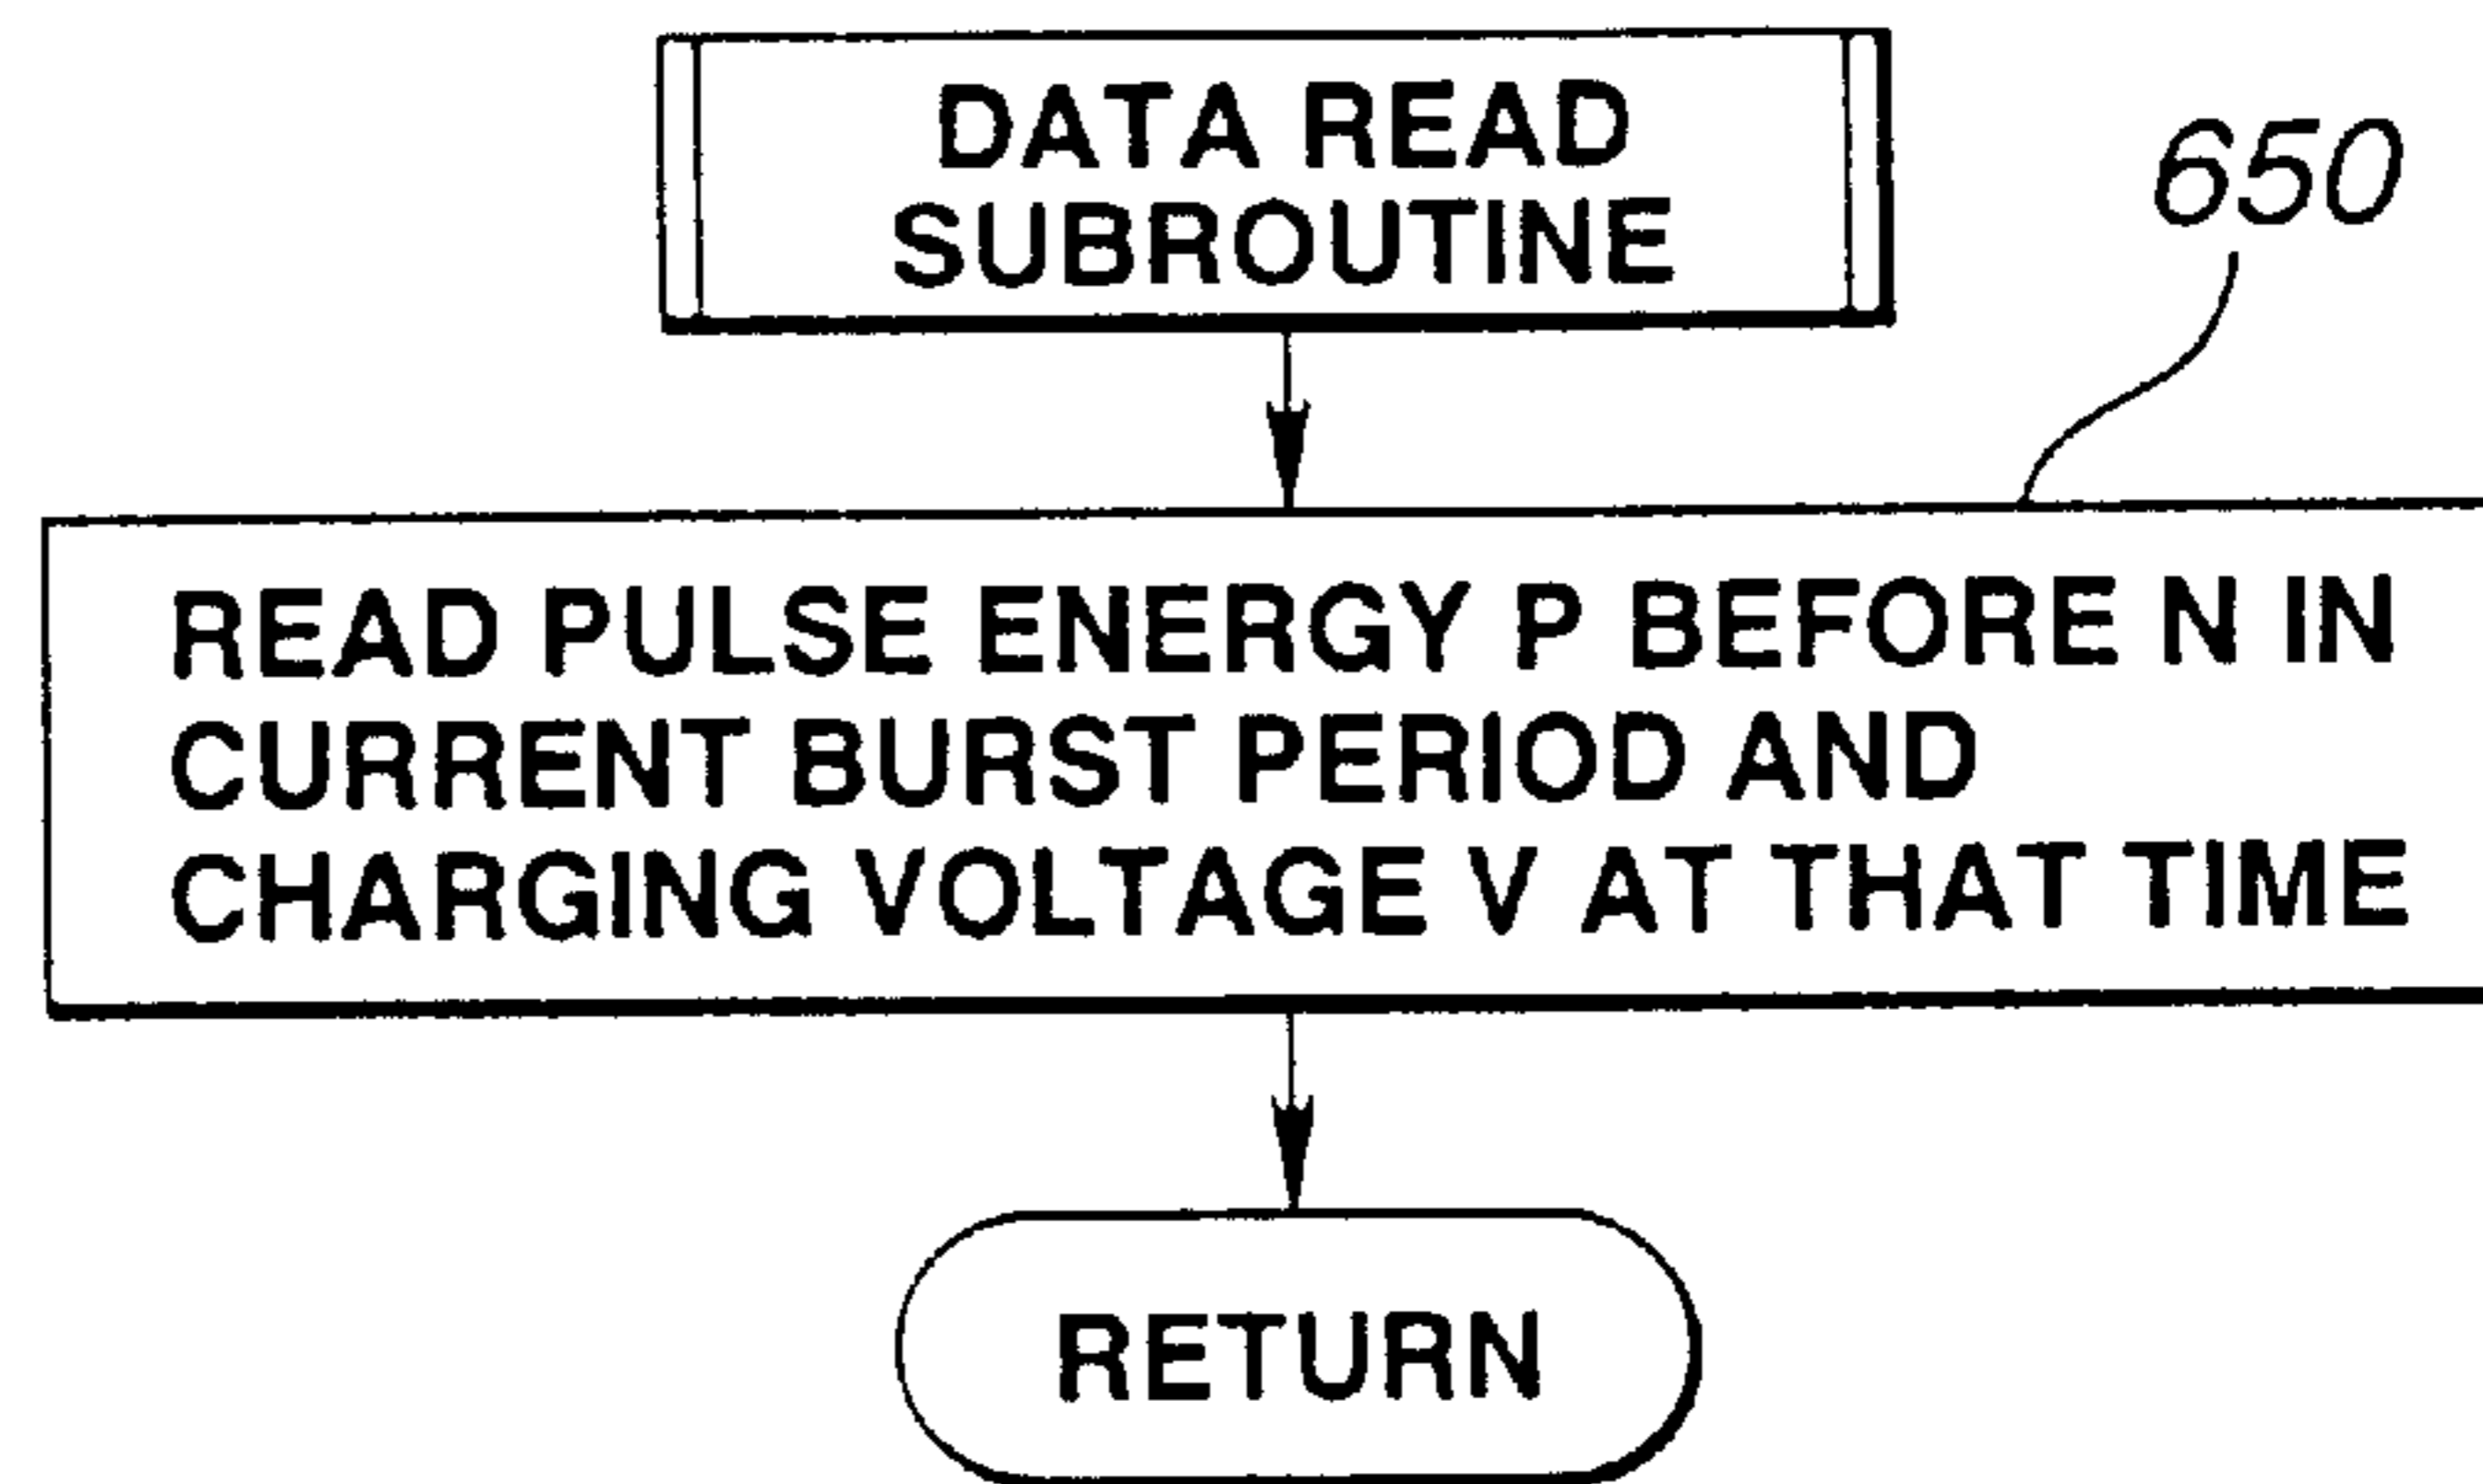 DATA READ
SUBROUTINE
650
READ PULSE ENERGY P BEFORE N IN
CURRENT BURST PERIOD AND
CHARGING VOLTAGE V AT THAT TIME
RETURN